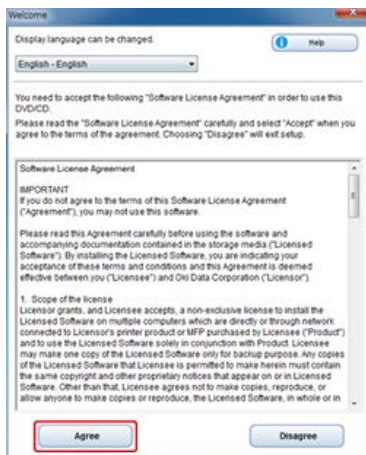 Welcome
Display language can be changed.
Help
English - English
You need to accept the following "Software License Agreement" in order to use this
DVD/CD.
Please read the "Software License Agreement" carefully and select "Accept" when you
agree to the terms of the agreement. Choosing "Disagree" will exit setup.
Software License Agreement
IMPORTANT
If you do not agree to the terms of this Software License Agreement
("Agreement"), you may not use this software.
Please read this Agreement carefully before using the software and
accompanying documentation contained in the storage media ("Licensed
Software"). By installing the Licensed Software, you are indicating your
acceptance of these terms and conditions and this Agreement is deemed
effective between you ("Licensee") and Oki Data Corporation ("Licensor").
1. Scope of the license
Licensor grants, and Licensee accepts, a non-exclusive license to install the
Licensed Software on multiple computers which are directly or through network
connected to Licensor's printer product or MFP purchased by Licensee ("Product")
and to use the Licensed Software solely in conjunction with Product. Licensee
may make one copy of the Licensed Software only for backup purpose. Any copies
of the Licensed Software that Licensee is permitted to make herein must contain
the same copyright and other proprietary notices that appear on or in Licensed
Software. Other than that, Licensee agrees not to make copies, reproduce, or
allow anyone to make copies or reproduce, the Licensed Software, in whole or in
Agree
Disagree